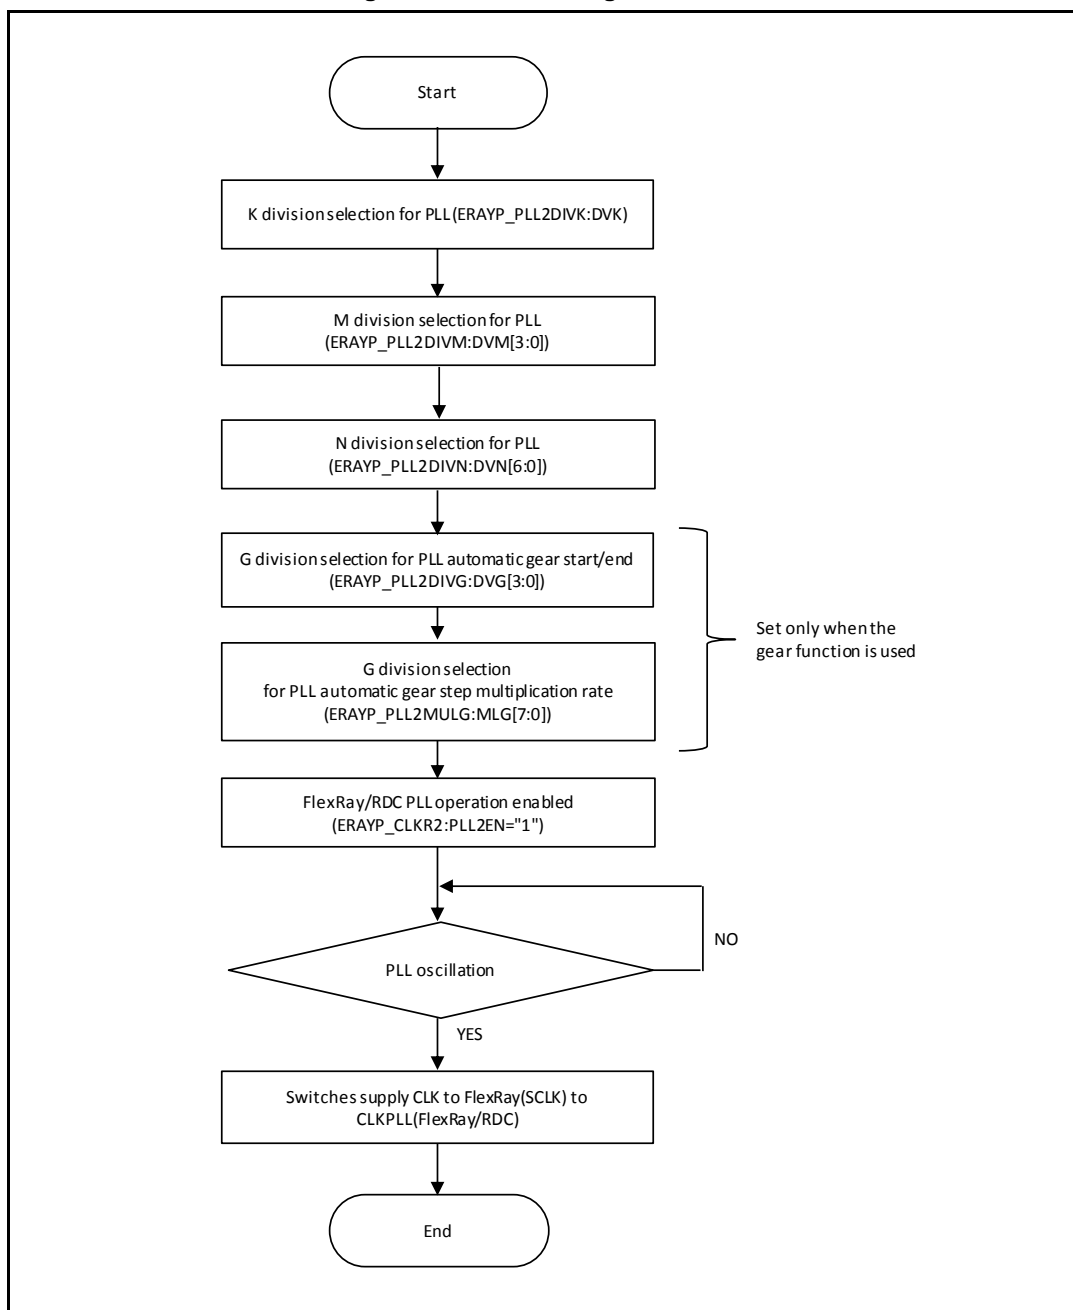 Start
K division selection for PLL(ERAYP_PLL2DIVK:DVK)
M division selection for PLL
(ERAYP_PLL2DIVM:DVM[3:0])
N division selection for PLL
(ERAYP_PLL2DIVN:DVN[6:0])
G division selection for PLL automatic gear start/end
(ERAYP_PLL2DIVG:DVG[3:0])
Set only when the
gear function is used
G division selection
for PLL automatic gear step multiplication rate
(ERAYP_PLL2MULG:MLG[7:0])
FlexRay/RDC PLL operation enabled
(ERAYP_CLKR2:PLL2EN="1")
NO
PLL oscillation
YES
Switches supply CLK to FlexRay(SCLK) to
CLKPLL(FlexRay/RDC)
End